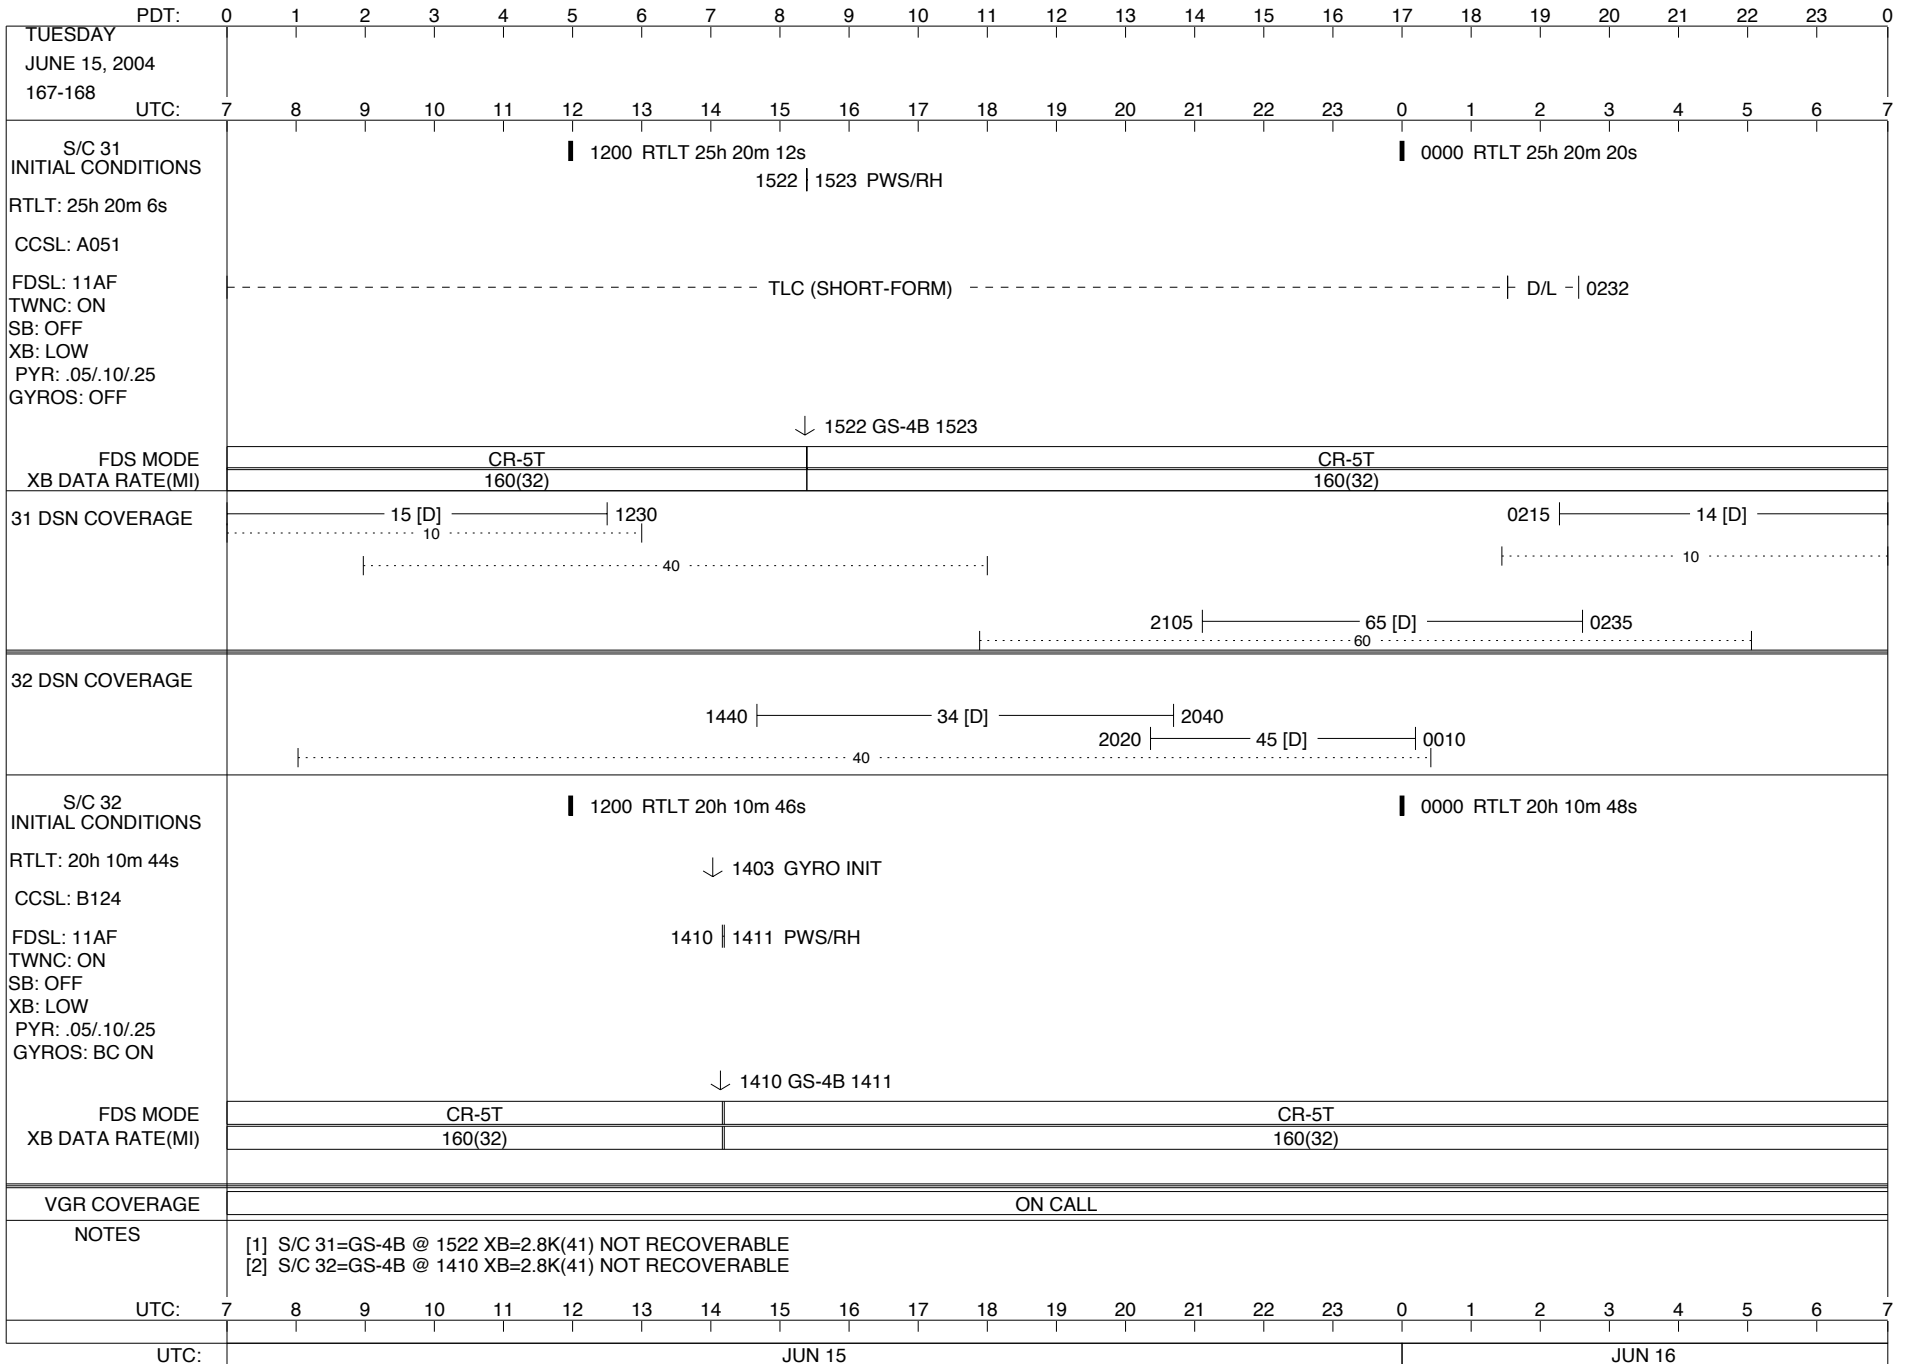 PDT: 0 1 2 3 4 5 6 7 8 9 10 11 12 13 14 15 16 17 18 19 20 21 22 23 0
TUESDAY
JUNE 15, 2004
167-168
UTC: 7 8 9 10 11 12 13 14 15 16 17 18 19 20 21 22 23 0 1 2 3 4 5 6 7
S/C 31
INITIAL CONDITIONS
1200 RTLT 25h 20m 12s
0000 RTLT 25h 20m 20s
1522 1523 PWS/RH
RTLT: 25h 20m 6s
CCSL: A051
FDSL: 11AF
TLC (SHORT-FORM) D/L 0232
TWNC: ON
SB: OFF
XB: LOW
PYR: .05/.10/.25
GYROS: OFF
1522 GS-4B 1523
FDS MODE CR-5T CR-5T
XB DATA RATE(MI) 160(32) 160(32)
31 DSN COVERAGE
15 [D] 1230
0215 14 [D]
10
10
40
2105 65 [D] 0235
60
32 DSN COVERAGE
1440 34 [D] 2040
2020 45 [D] 0010
40
S/C 32
INITIAL CONDITIONS
1200 RTLT 20h 10m 46s
0000 RTLT 20h 10m 48s
RTLT: 20h 10m 44s
1403 GYRO INIT
CCSL: B124
FDSL: 11AF
1410 1411 PWS/RH
TWNC: ON
SB: OFF
XB: LOW
PYR: .05/.10/.25
GYROS: BC ON
1410 GS-4B 1411
FDS MODE CR-5T CR-5T
XB DATA RATE(MI) 160(32) 160(32)
VGR COVERAGE ON CALL
NOTES
[1] S/C 31=GS-4B @ 1522 XB=2.8K(41) NOT RECOVERABLE
[2] S/C 32=GS-4B @ 1410 XB=2.8K(41) NOT RECOVERABLE
UTC: 7 8 9 10 11 12 13 14 15 16 17 18 19 20 21 22 23 0 1 2 3 4 5 6 7
UTC: JUN 15 JUN 16